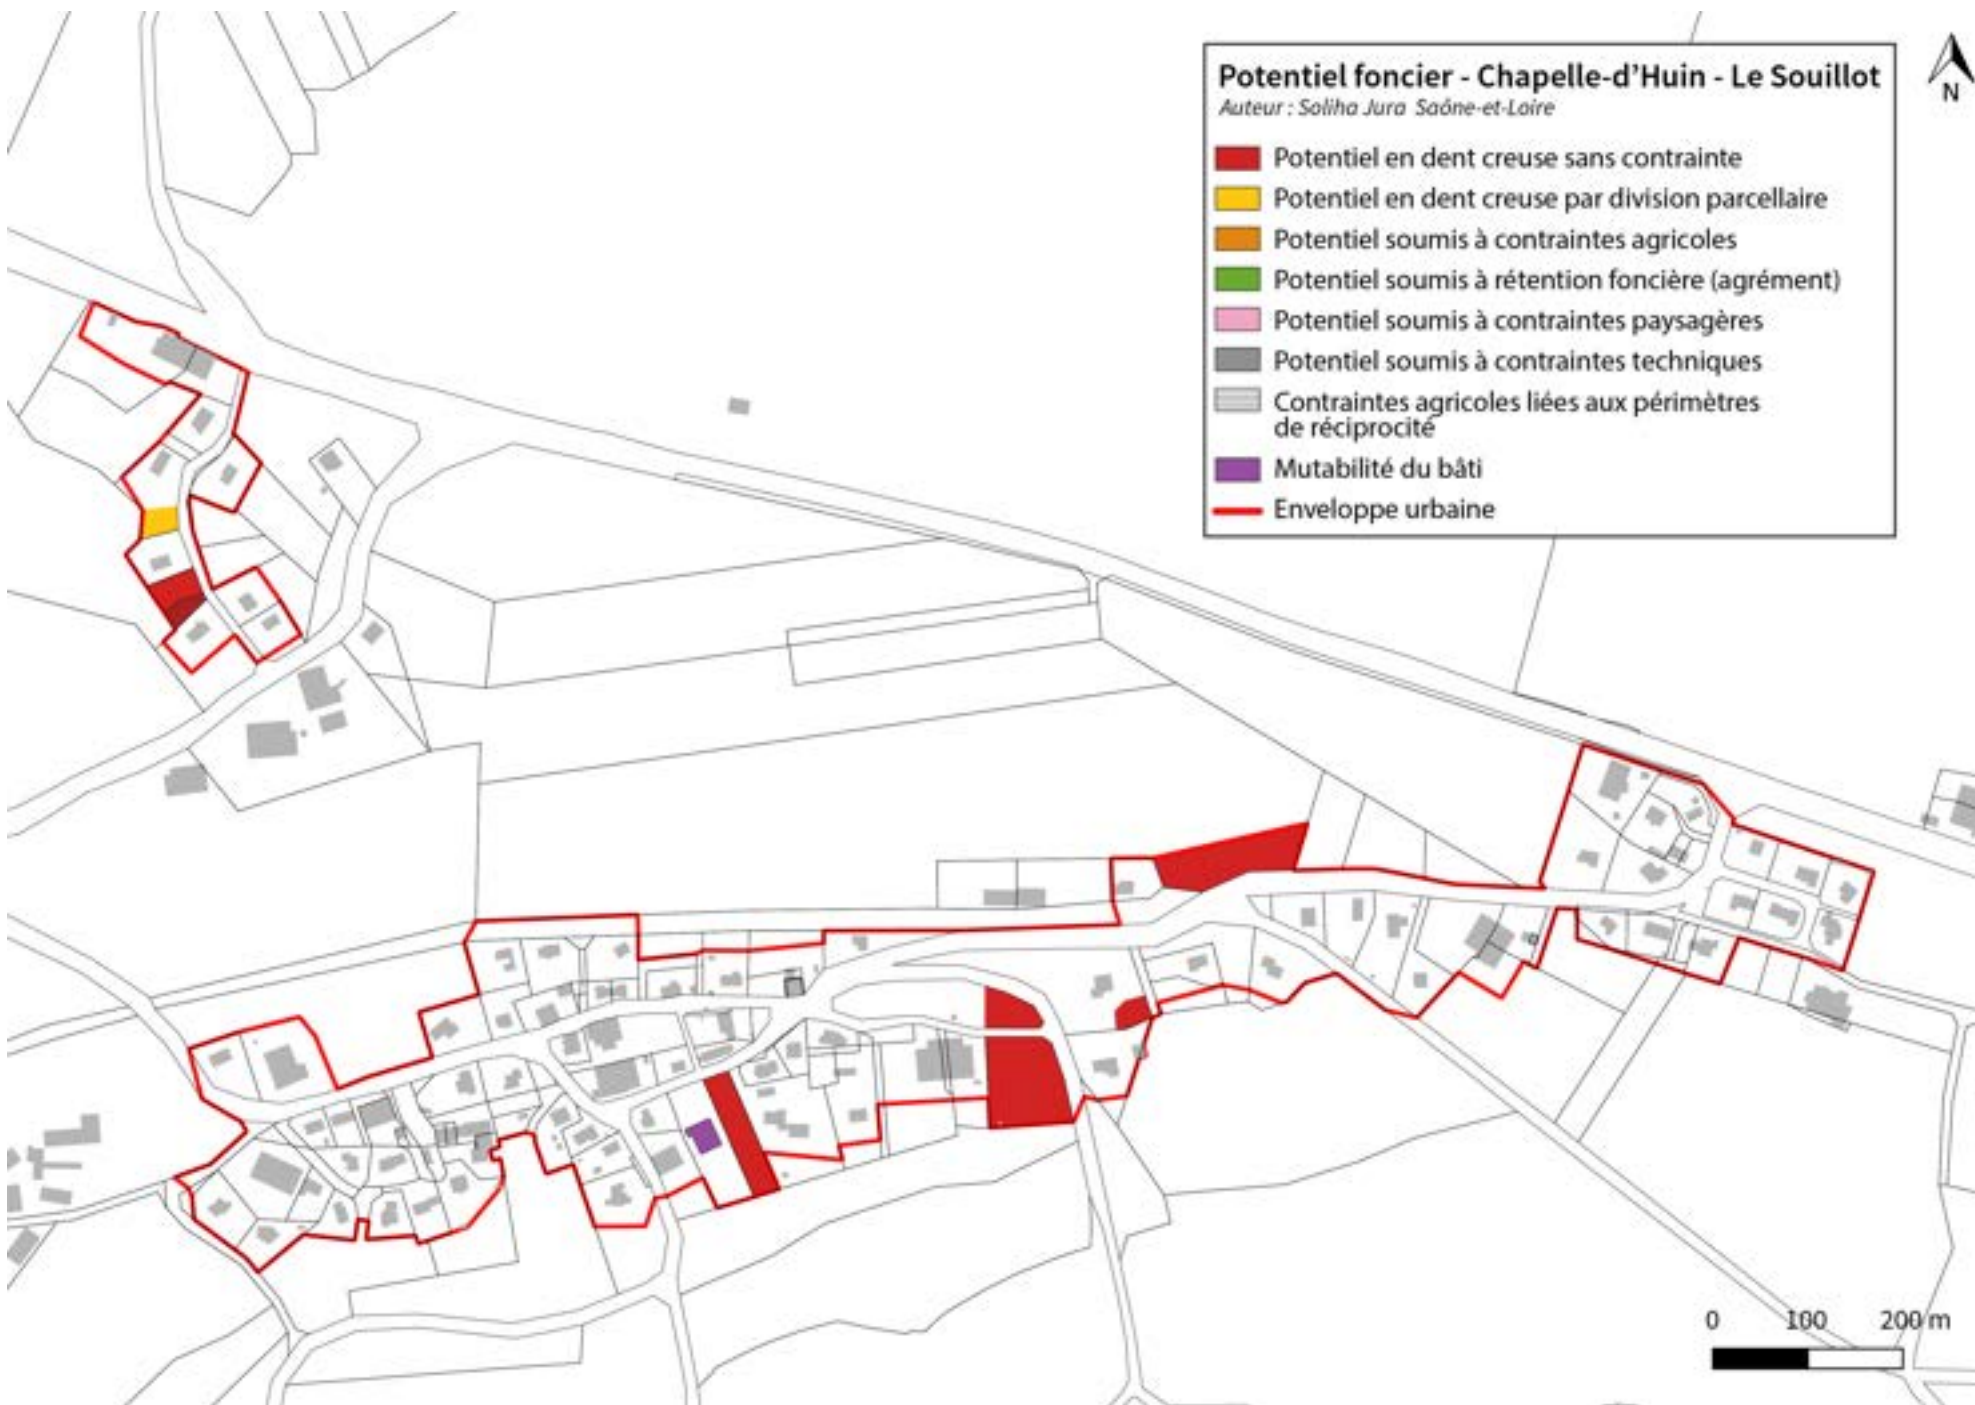 Potentiel foncier - Chapelle-d'Huin - Le Souillot
Auteur : Soliha Jura Saône-et-Loire
N
Potentiel en dent creuse sans contrainte
Potentiel en dent creuse par division parcellaire
Potentiel soumis à contraintes agricoles
Potentiel soumis à rétention foncière (agrément)
Potentiel soumis à contraintes paysagères
Potentiel soumis à contraintes techniques
Contraintes agricoles liées aux périmètres
de réciprocité
Mutabilité du bâti
Enveloppe urbaine
0 100 200 m